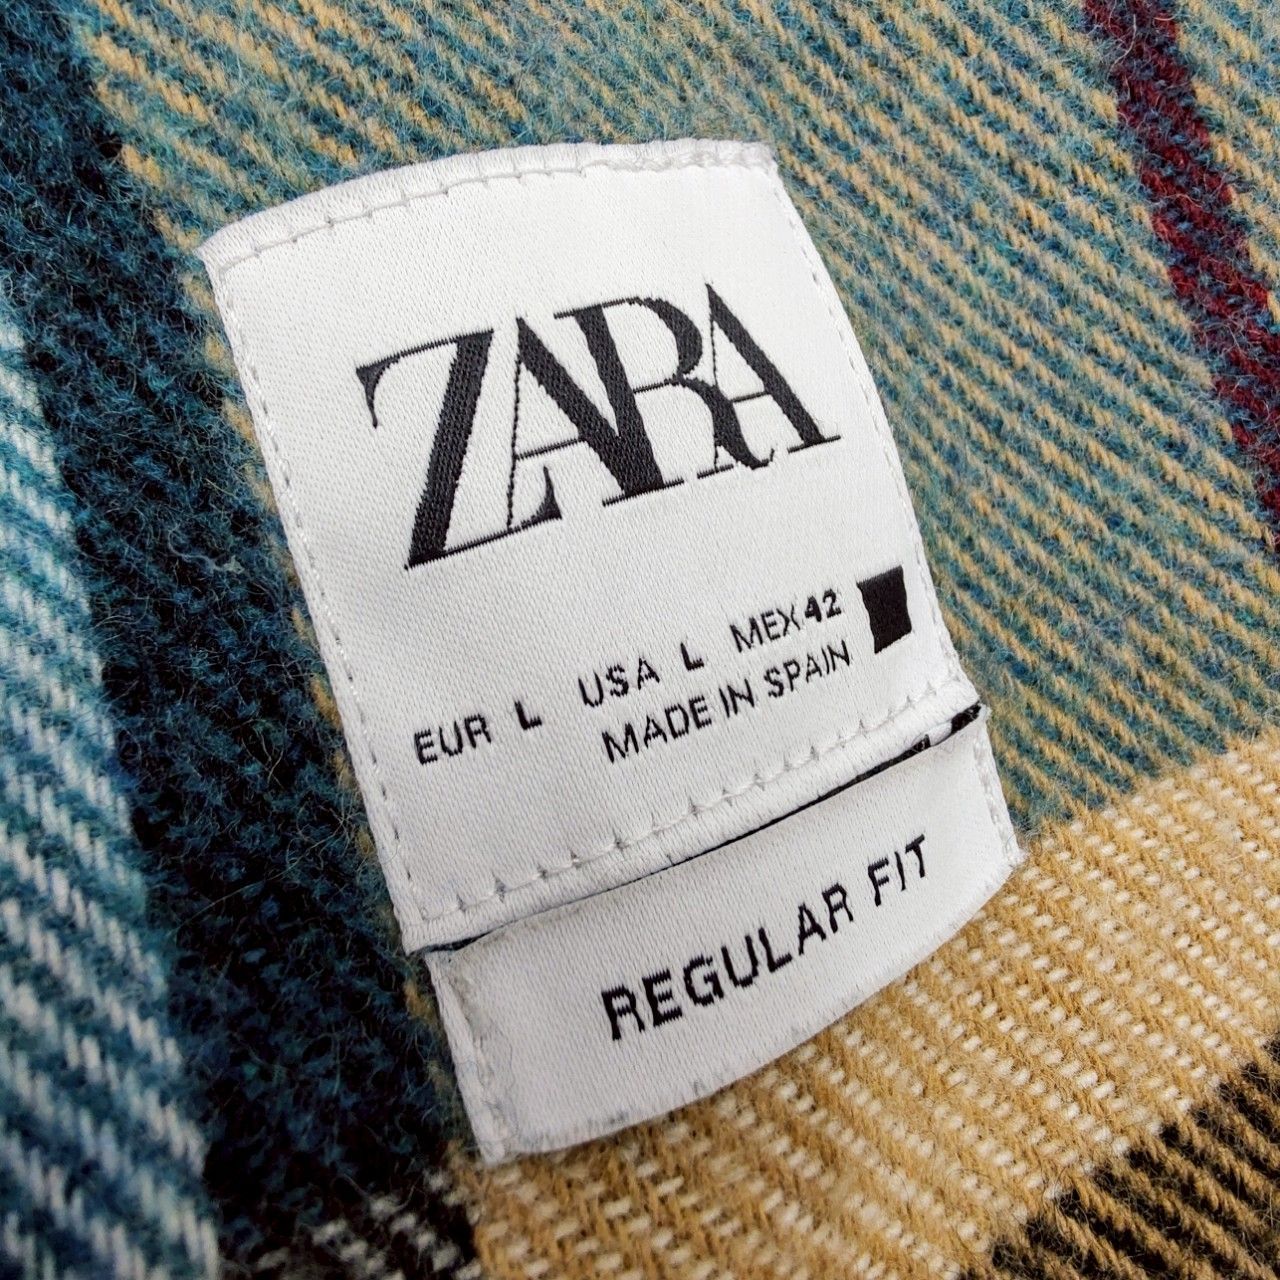 ZARA
EUR L USA L MEX 42
MADE IN SPAIN
REGULAR FIT